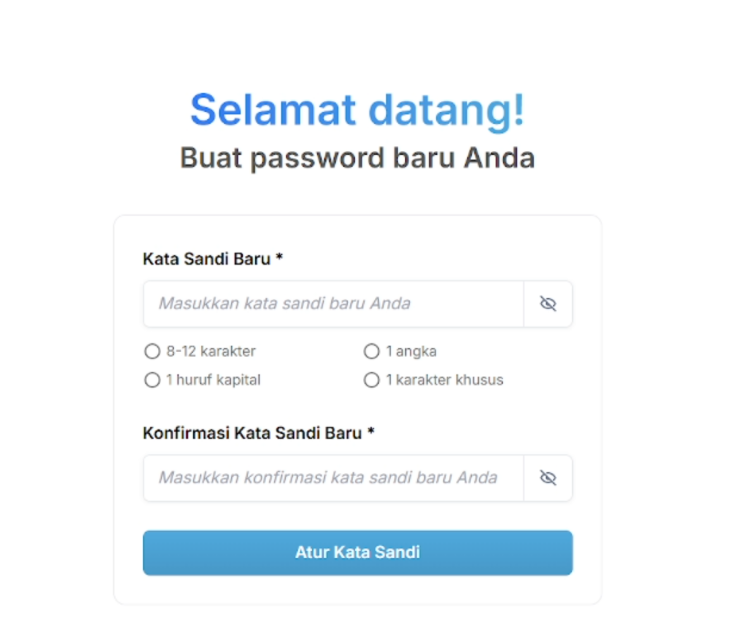 Selamat datang!
Buat password baru Anda
Kata Sandi Baru *
Masukkan kata sandi baru Anda
8-12 karakter
1 angka
1 huruf kapital
1 karakter khusus
Konfirmasi Kata Sandi Baru *
Masukkan konfirmasi kata sandi baru Anda
Atur Kata Sandi